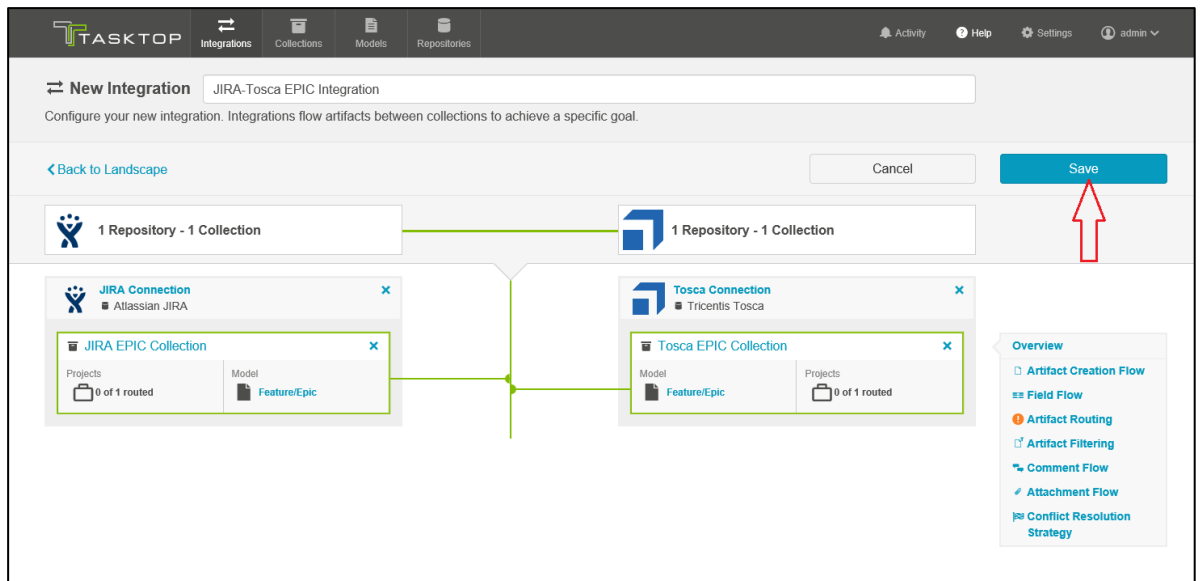 TASKTOP
Integrations
Collections
Models
Repositories
Activity
Help
Settings
admin
New Integration
JIRA-Tosca EPIC Integration
Configure your new integration. Integrations flow artifacts between collections to achieve a specific goal.
Back to Landscape
Cancel
Save
1 Repository - 1 Collection
1 Repository - 1 Collection
JIRA Connection
Atlassian JIRA
JIRA EPIC Collection
Projects
0 of 1 routed
Model
Feature/Epic
Tosca Connection
Tricentis Tosca
Tosca EPIC Collection
Model
Feature/Epic
Projects
0 of 1 routed
Overview
Artifact Creation Flow
Field Flow
Artifact Routing
Artifact Filtering
Comment Flow
Attachment Flow
Conflict Resolution
Strategy